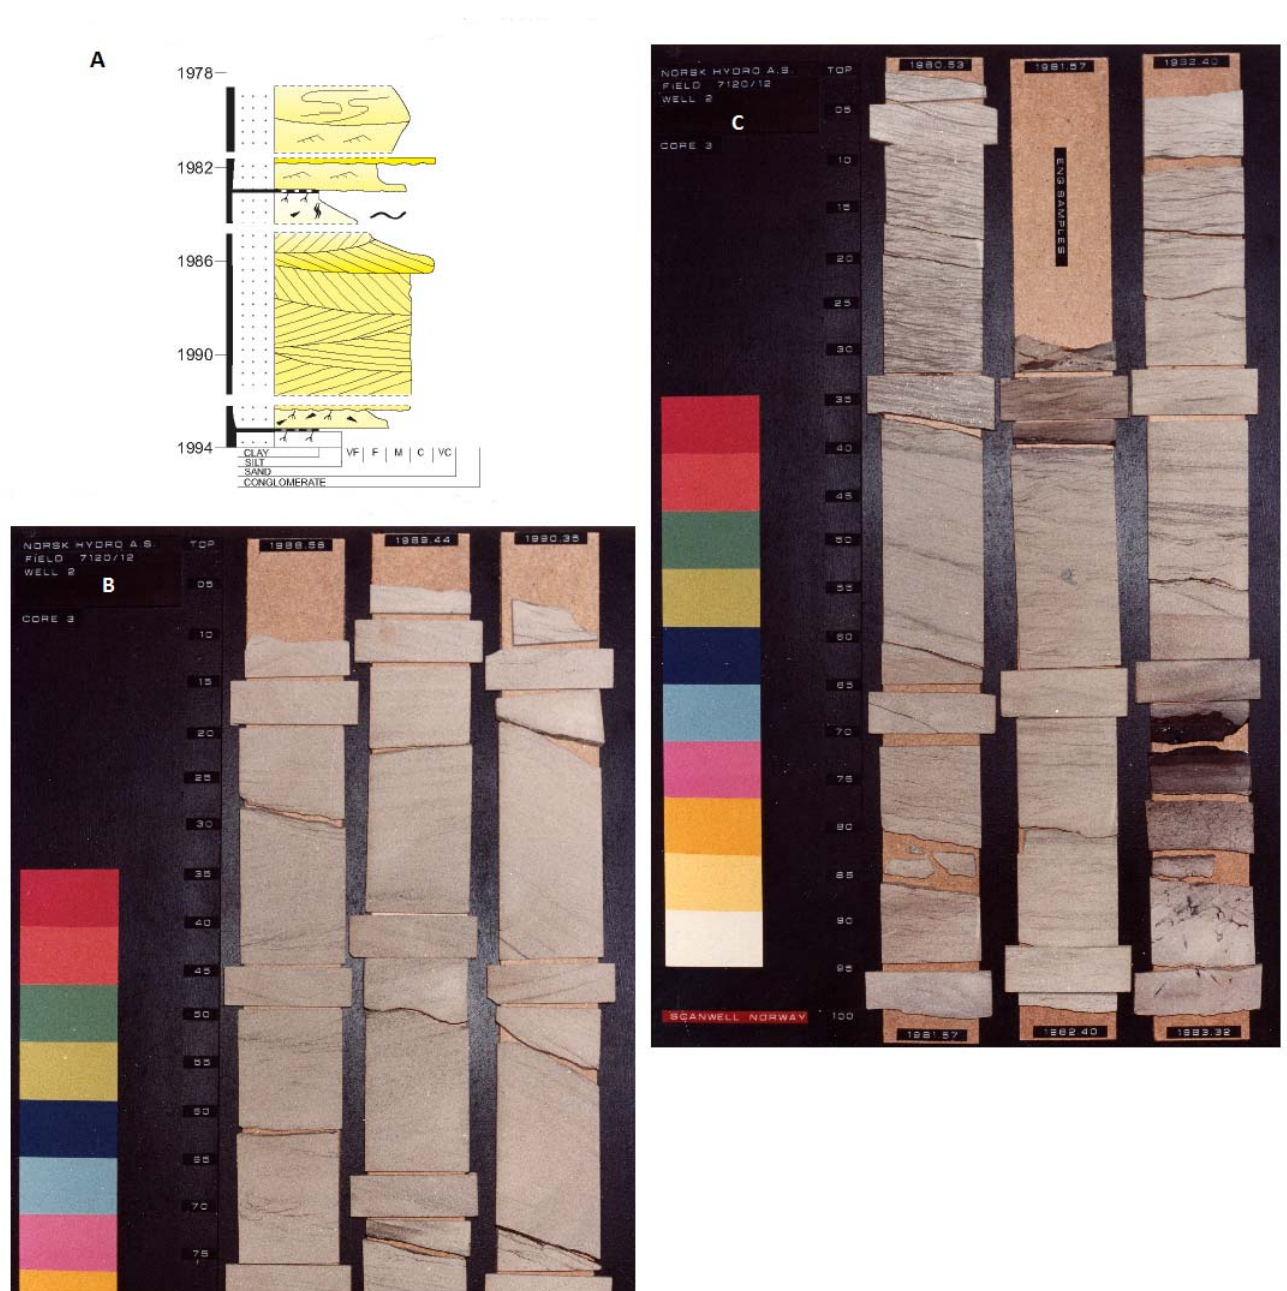 A
1978
1982
1986
1990
1994
CLAY
SILT
SAND
CONGLOMERATE
VF F M C VC
NORSK HYDRO A.S.
FIELD 7120/12
WELL 2
C
CORE 3
TOP
05
10
15
20
25
30
35
40
45
50
55
60
65
70
75
80
85
90
95
100
1980.53
1981.57
1982.40
ENG SAMPLES
SCANWELL NORWAY
1981.57
1982.40
1983.32
NORSK HYDRO A.S.
FIELD 7120/12
WELL 2
B
CORE 3
TOP
05
10
15
20
25
30
35
40
45
50
55
60
65
70
75
1988.56
1989.44
1990.35